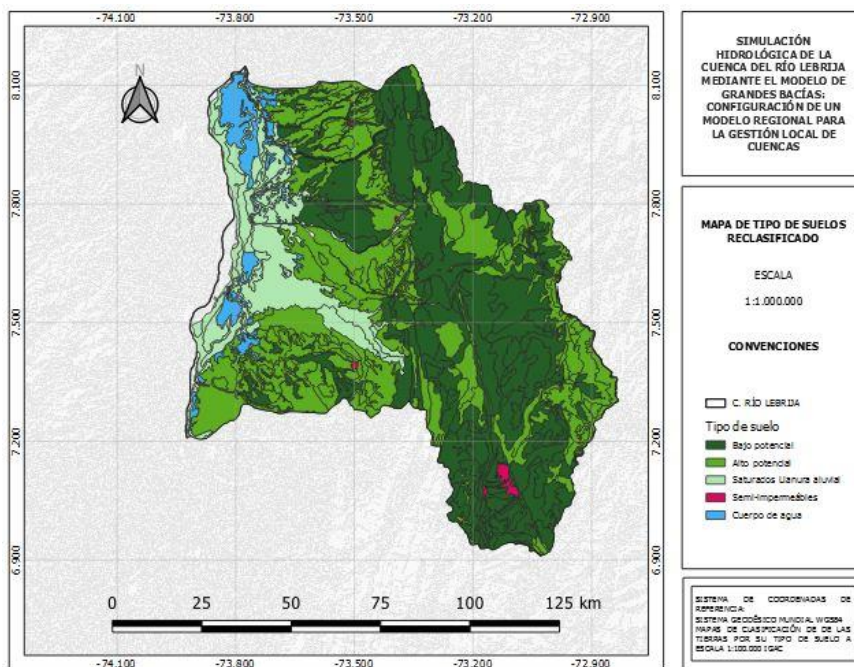 -74.100 -73.800 -73.500 -73.200 -72.900
8.100
7.800
7.500
7.200
6.900
N
8.100
7.800
7.500
7.200
6.900
0 25 50 75 100 125 km
-74.100 -73.800 -73.500 -73.200 -72.900
SIMULACIÓN
HIDROLÓGICA DE LA
CUENCA DEL RÍO LEBRIJA
MEDIANTE EL MODELO DE
GRANDES BACÍAS:
CONFIGURACIÓN DE UN
MODELO REGIONAL PARA
LA GESTIÓN LOCAL DE
CUENCAS
MAPA DE TIPO DE SUELOS
RECLASIFICADO
ESCALA
1:1.000.000
CONVENCIONES
C. RÍO LEBRIJA
Tipo de suelo
Bajo potencial
Alto potencial
Saturados Llanura aluvial
Semi-impermeables
Cuerpo de agua
SISTEMA DE COORDENADAS DE
REFERENCIA:
SISTEMA GEODÉSICO MUNDIAL WGS84
MAPAS DE CLASIFICACIÓN DE DE LAS
TIERRAS POR SU TIPO DE SUELO A
ESCALA 1:100.000 IGAC